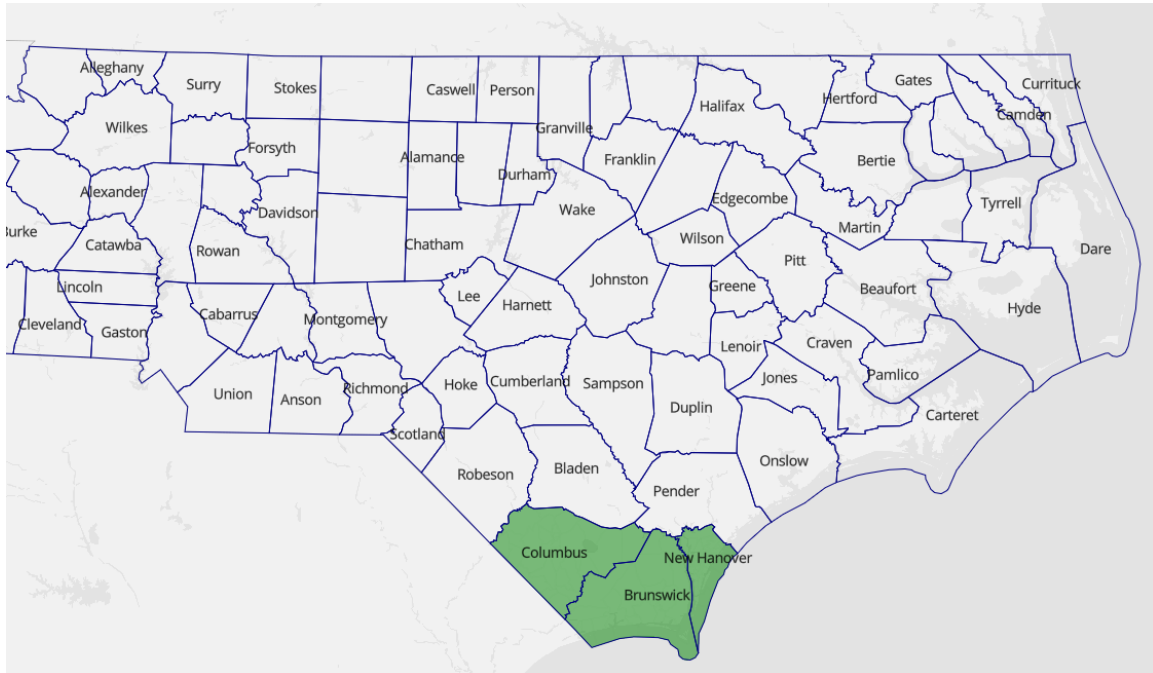 Alleghany
Surry
Stokes
Caswell
Person
Gates
Currituck
Halifax
Hertford
Camden
Wilkes
Granville
Forsyth
Alamance
Franklin
Bertie
Durham
Alexander
Edgecombe
Tyrrell
Davidson
Wake
Martin
Burke
Catawba
Rowan
Chatham
Wilson
Dare
Pitt
Lincoln
Johnston
Greene
Beaufort
Lee
Harnett
Hyde
Cabarrus
Montgomery
Cleveland
Gaston
Lenoir
Craven
Pamlico
Union
Anson
Richmond
Hoke
Cumberland
Sampson
Jones
Duplin
Carteret
Scotland
Robeson
Bladen
Onslow
Pender
Columbus
New Hanover
Brunswick